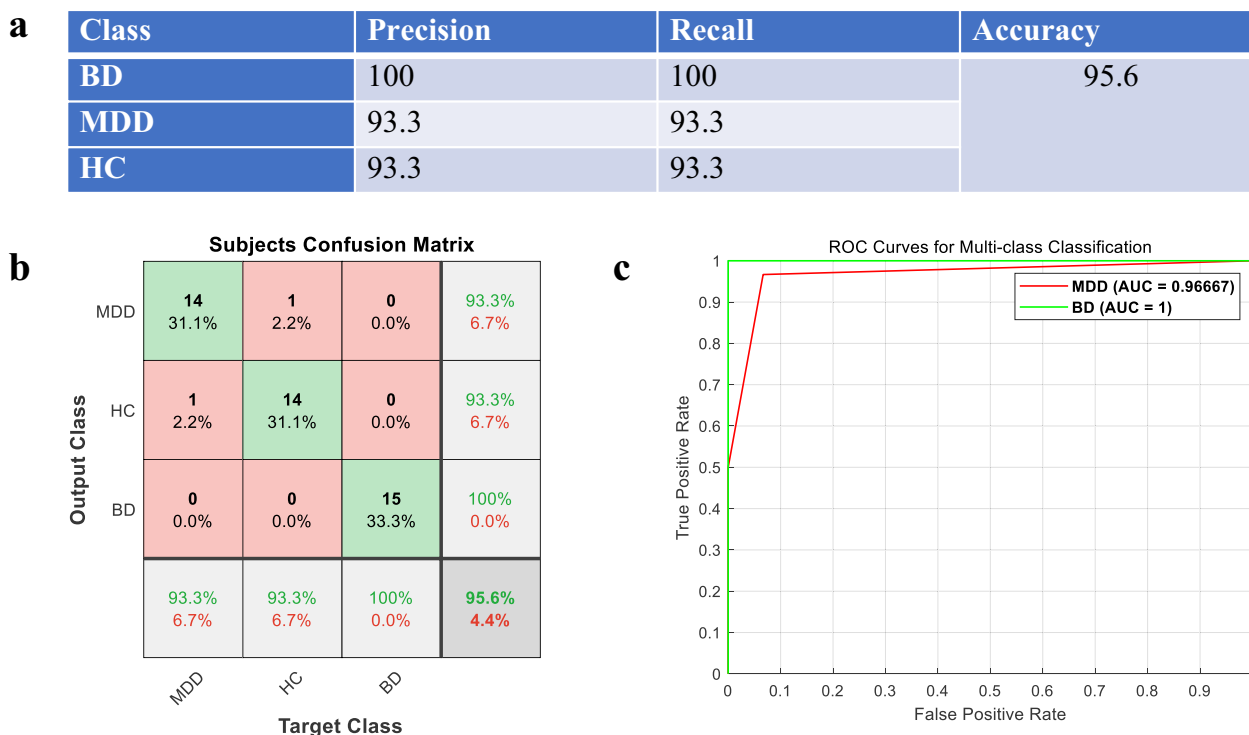 a
Class Precision Recall Accuracy
BD 100 100 95.6
MDD 93.3 93.3
HC 93.3 93.3
b
Subjects Confusion Matrix
Output Class
MDD
14
31.1%
1
2.2%
0
0.0%
93.3%
6.7%
HC
1
2.2%
14
31.1%
0
0.0%
93.3%
6.7%
BD
0
0.0%
0
0.0%
15
33.3%
100%
0.0%
93.3%
6.7%
93.3%
6.7%
100%
0.0%
95.6%
4.4%
MDD
HC
BD
Target Class
c
ROC Curves for Multi-class Classification
MDD (AUC = 0.96667)
BD (AUC = 1)
True Positive Rate
1
0.9
0.8
0.7
0.6
0.5
0.4
0.3
0.2
0.1
0
0 0.1 0.2 0.3 0.4 0.5 0.6 0.7 0.8 0.9
False Positive Rate